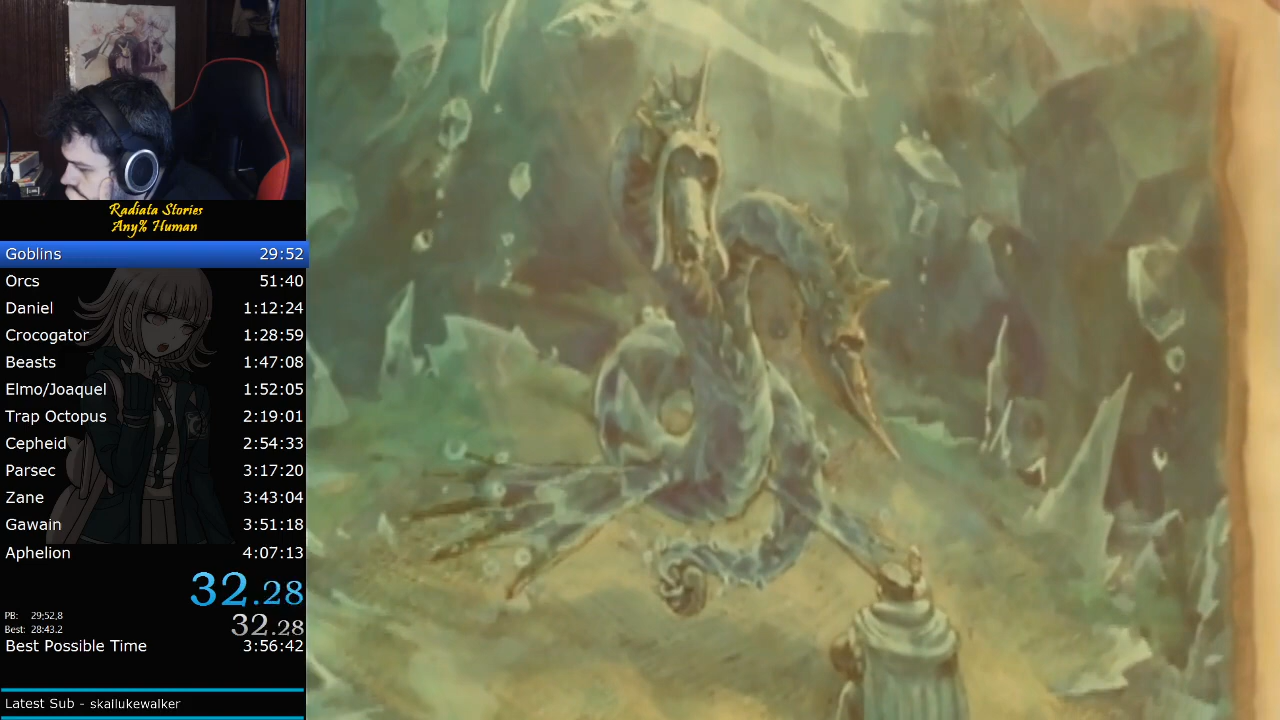 Radiata Stories
Any% Human
Goblins 29:52
Orcs 51:40
Daniel 1:12:24
Crocogator 1:28:59
Beasts 1:47:08
Elmo/Joaquel 1:52:05
Trap Octopus 2:19:01
Cepheid 2:54:33
Parsec 3:17:20
Zane 3:43:04
Gawain 3:51:18
Aphelion 4:07:13
32.28
PB: 29;52,8
Best: 28:43.2
32.28
Best Possible Time 3:56:42
Latest Sub - skallukewalker